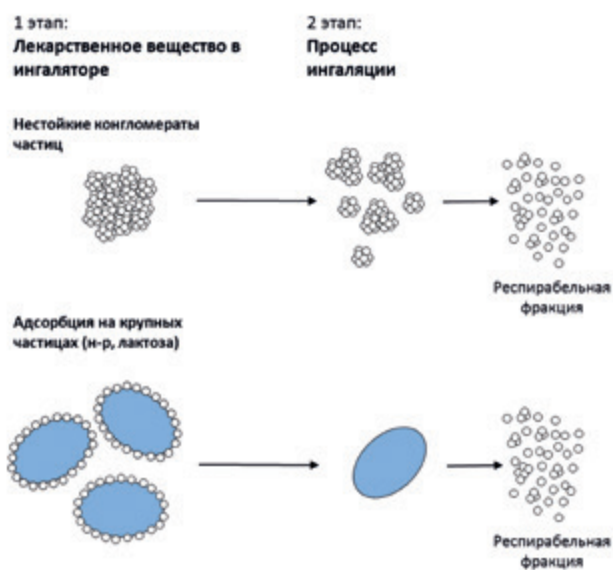 1 этап:
Лекарственное вещество в
ингаляторе
2 этап:
Процесс
ингаляции
Нестойкие конгломераты
частиц
Респирабельная
фракция
Адсорбция на крупных
частицах (н-р, лактоза)
Респирабельная
фракция